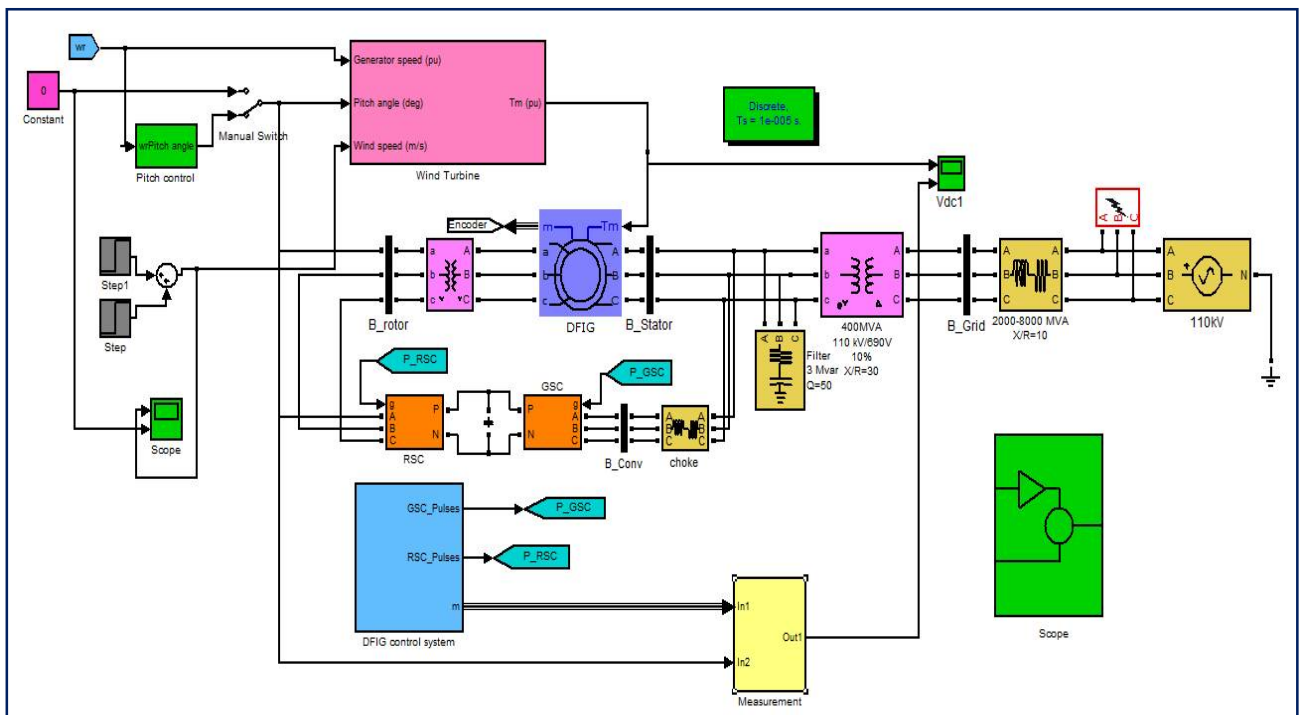 wr
Generator speed (pu)
0
Pitch angle (deg)
Tm (pu)
Constant
Manual Switch
Wind speed (m/s)
wrPitch angle
Pitch control
Wind Turbine
Discrete,
Ts = 1e-005 s.
Vdc1
Encoder
m
Tm
A
B
C
a
A
b
B
c
C
a
A
b
B
c
C
a
A
b
B
c
C
A
A
B
B
C
C
A
B
C
N
Step1
Step
B_rotor
DFIG
B_Stator
400MVA
110 kV/690V
10%
X/R=30
B_Grid
2000-8000 MVA
X/R=10
110kV
A
B
C
Filter
3 Mvar
Q=50
P_RSC
P_GSC
GSC
g
P
A
B
N
C
RSC
P
g
A
B
N
C
B_Conv
A
A
B
B
C
C
choke
Scope
GSC_Pulses
P_GSC
RSC_Pulses
P_RSC
m
DFIG control system
In1
Out1
In2
Measurement
Scope